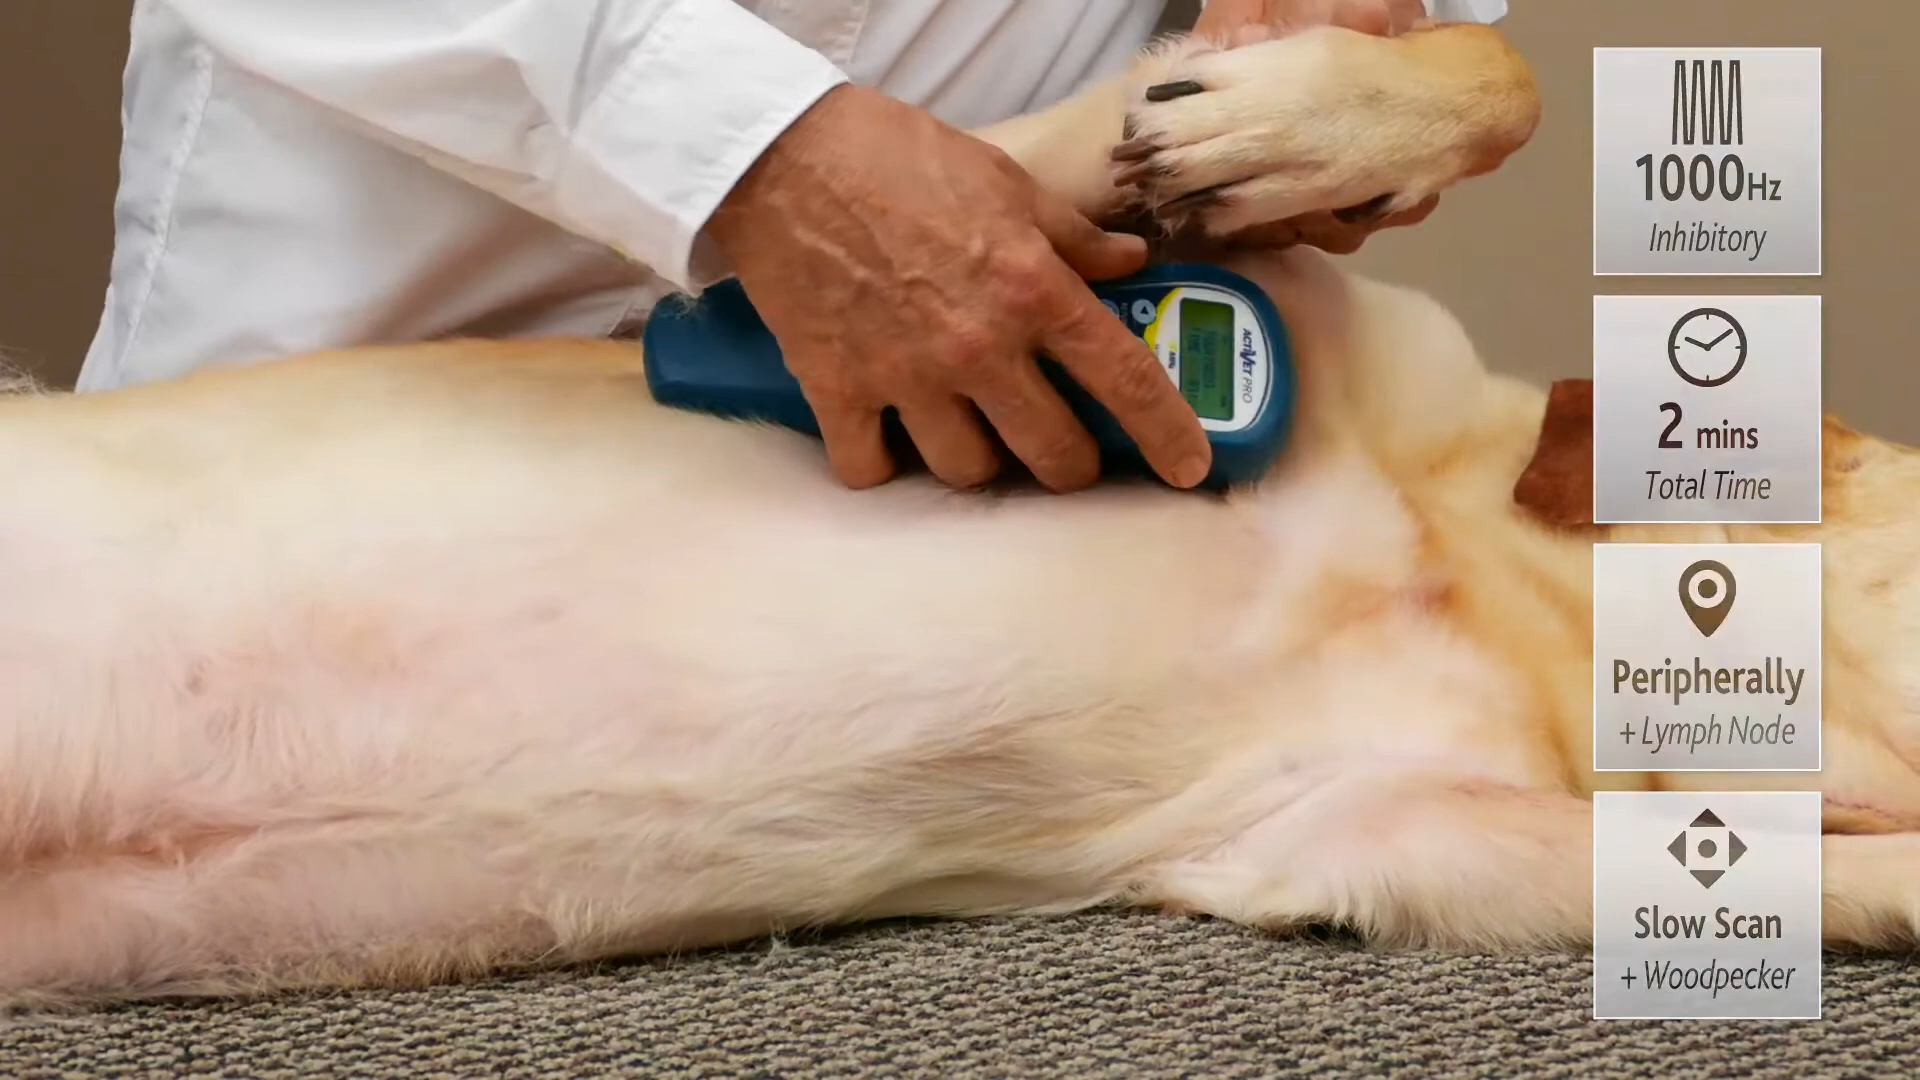 ACTIVET PRO
1000Hz
Inhibitory
2 mins
Total Time
Peripherally
+ Lymph Node
Slow Scan
+ Woodpecker